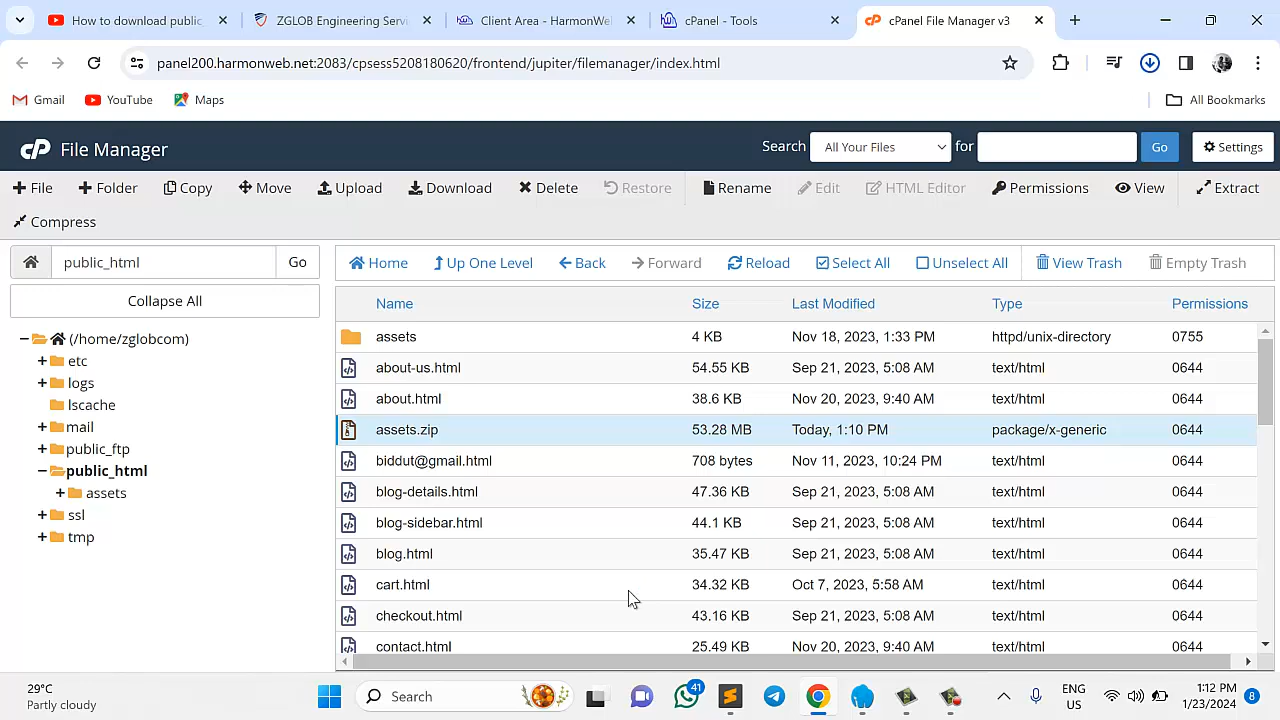 How to download public
ZGLOB Engineering Servi
Client Area - HarmonWel
cPanel - Tools
cPanel File Manager v3
panel200.harmonweb.net:2083/cpsess5208180620/frontend/jupiter/filemanager/index.html
Gmail YouTube Maps All Bookmarks
cP File Manager Search All Your Files for Go Settings
File Folder Copy Move Upload Download Delete Restore Rename Edit HTML Editor Permissions View Extract
Compress
public_html Go Home Up One Level Back Forward Reload Select All Unselect All View Trash Empty Trash
Collapse All
(/home/zglobcom)
etc
logs
lscache
mail
public_ftp
public_html
assets
ssl
tmp
Name Size Last Modified Type Permissions
assets 4 KB Nov 18, 2023, 1:33 PM httpd/unix-directory 0755
about-us.html 54.55 KB Sep 21, 2023, 5:08 AM text/html 0644
about.html 38.6 KB Nov 20, 2023, 9:40 AM text/html 0644
assets.zip 53.28 MB Today, 1:10 PM package/x-generic 0644
biddut@gmail.html 708 bytes Nov 11, 2023, 10:24 PM text/html 0644
blog-details.html 47.36 KB Sep 21, 2023, 5:08 AM text/html 0644
blog-sidebar.html 44.1 KB Sep 21, 2023, 5:08 AM text/html 0644
blog.html 35.47 KB Sep 21, 2023, 5:08 AM text/html 0644
cart.html 34.32 KB Oct 7, 2023, 5:58 AM text/html 0644
checkout.html 43.16 KB Sep 21, 2023, 5:08 AM text/html 0644
contact.html 25.49 KB Nov 20, 2023, 9:40 AM text/html 0644
29°C
Partly cloudy
Search
41
ENG
US
1:12 PM
1/23/2024
8